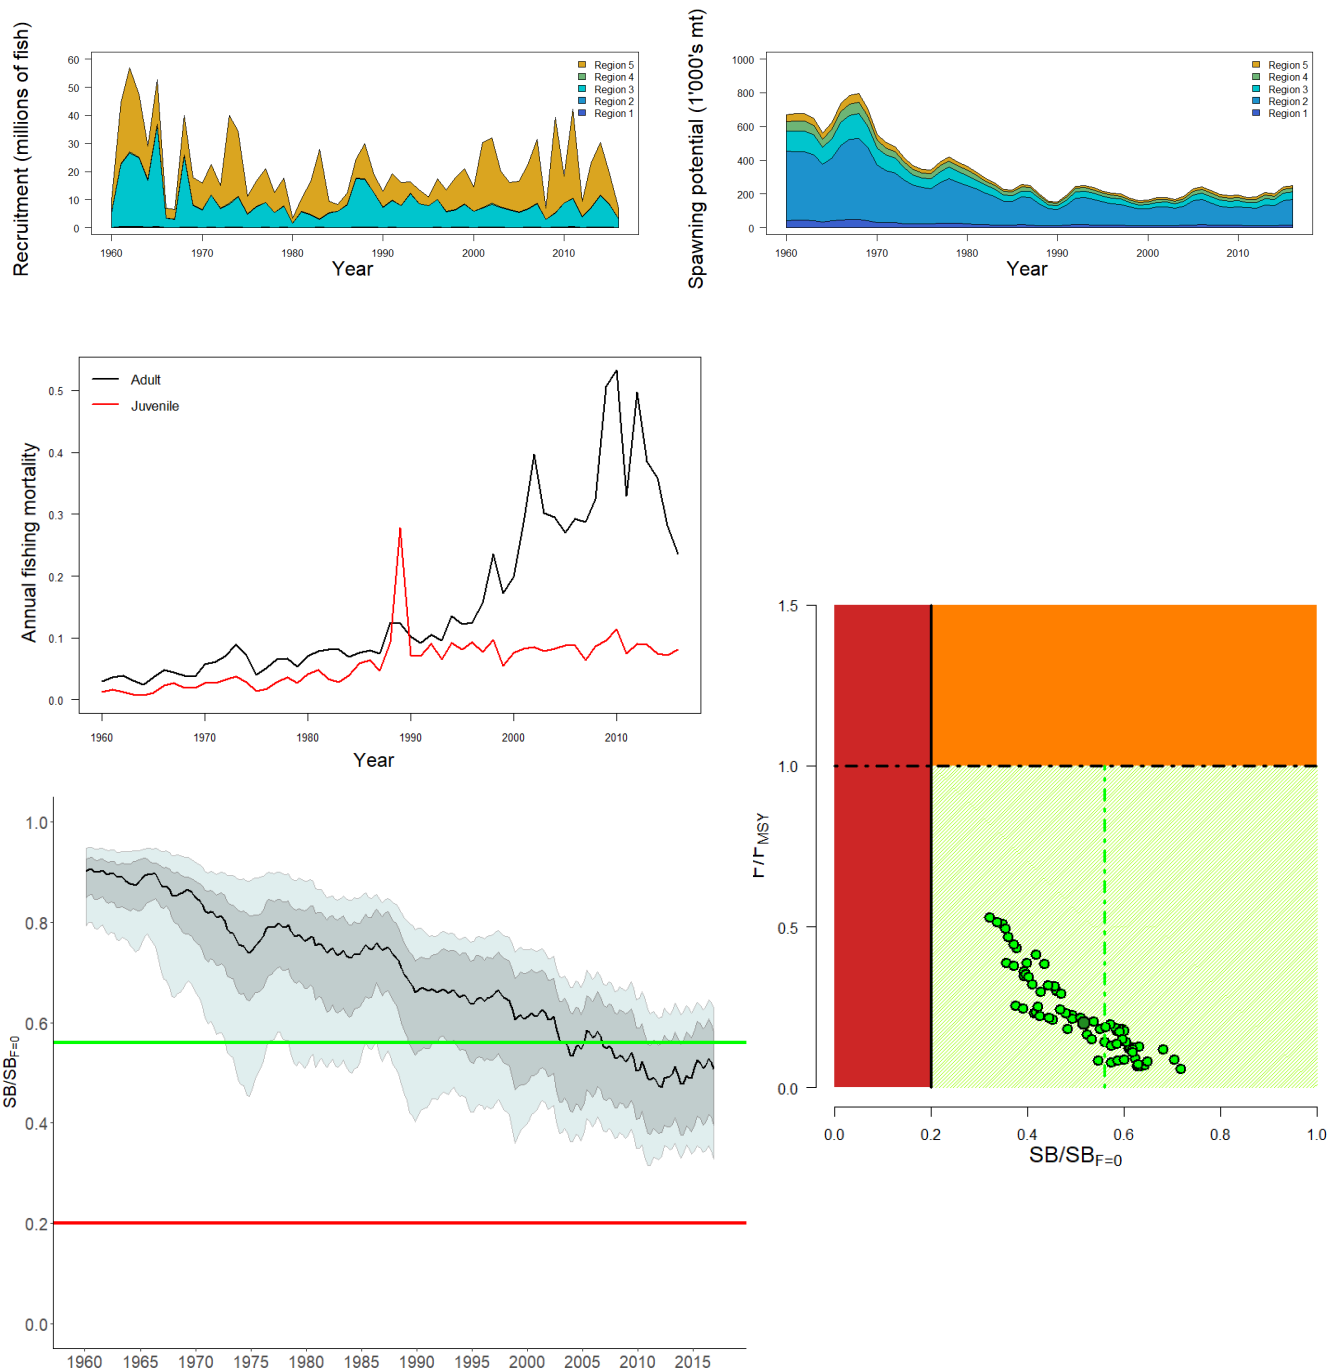 Recruitment (millions of fish)
60
50
40
30
20
10
0
Region 5
Region 4
Region 3
Region 2
Region 1
1960 1970 1980 1990 2000 2010
Year
Spawning potential (1'000's mt)
1000
800
600
400
200
0
Region 5
Region 4
Region 3
Region 2
Region 1
1960 1970 1980 1990 2000 2010
Year
Annual fishing mortality
Adult
Juvenile
0.5
0.4
0.3
0.2
0.1
0.0
1960 1970 1980 1990 2000 2010
Year
SB/SBF=0
1.0
0.8
0.6
0.4
0.2
0.0
1960 1965 1970 1975 1980 1985 1990 1995 2000 2005 2010 2015
F/FMSY
1.5
1.0
0.5
0.0
0.0 0.2 0.4 0.6 0.8 1.0
SB/SBF=0